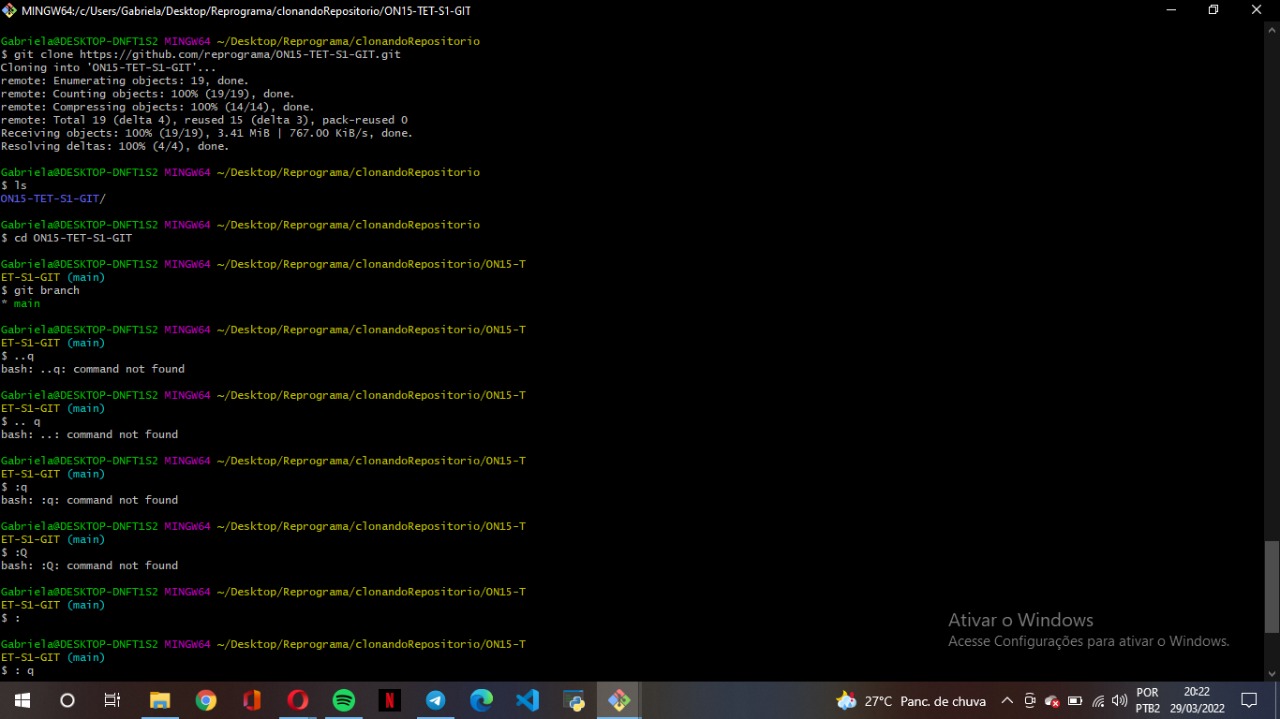 MINGW64:/c/Users/Gabriela/Desktop/Reprograma/clonandoRepositorio/ON15-TET-S1-GIT
Gabriela@DESKTOP-DNFT1S2 MINGW64 ~/Desktop/Reprograma/clonandoRepositorio
$ git clone https://github.com/reprograma/ON15-TET-S1-GIT.git
Cloning into 'ON15-TET-S1-GIT'...
remote: Enumerating objects: 19, done.
remote: Counting objects: 100% (19/19), done.
remote: Compressing objects: 100% (14/14), done.
remote: Total 19 (delta 4), reused 15 (delta 3), pack-reused 0
Receiving objects: 100% (19/19), 3.41 MiB | 767.00 KiB/s, done.
Resolving deltas: 100% (4/4), done.
Gabriela@DESKTOP-DNFT1S2 MINGW64 ~/Desktop/Reprograma/clonandoRepositorio
$ ls
ON15-TET-S1-GIT/
Gabriela@DESKTOP-DNFT1S2 MINGW64 ~/Desktop/Reprograma/clonandoRepositorio
$ cd ON15-TET-S1-GIT
Gabriela@DESKTOP-DNFT1S2 MINGW64 ~/Desktop/Reprograma/clonandoRepositorio/ON15-T
ET-S1-GIT (main)
$ git branch
* main
Gabriela@DESKTOP-DNFT1S2 MINGW64 ~/Desktop/Reprograma/clonandoRepositorio/ON15-T
ET-S1-GIT (main)
$ ..q
bash: ..q: command not found
Gabriela@DESKTOP-DNFT1S2 MINGW64 ~/Desktop/Reprograma/clonandoRepositorio/ON15-T
ET-S1-GIT (main)
$ .. q
bash: ..: command not found
Gabriela@DESKTOP-DNFT1S2 MINGW64 ~/Desktop/Reprograma/clonandoRepositorio/ON15-T
ET-S1-GIT (main)
$ :q
bash: :q: command not found
Gabriela@DESKTOP-DNFT1S2 MINGW64 ~/Desktop/Reprograma/clonandoRepositorio/ON15-T
ET-S1-GIT (main)
$ :Q
bash: :Q: command not found
Gabriela@DESKTOP-DNFT1S2 MINGW64 ~/Desktop/Reprograma/clonandoRepositorio/ON15-T
ET-S1-GIT (main)
$ :
Gabriela@DESKTOP-DNFT1S2 MINGW64 ~/Desktop/Reprograma/clonandoRepositorio/ON15-T
ET-S1-GIT (main)
$ : q
Ativar o Windows
Acesse Configurações para ativar o Windows.
27°C Panc. de chuva
POR
PTB2
20:22
29/03/2022